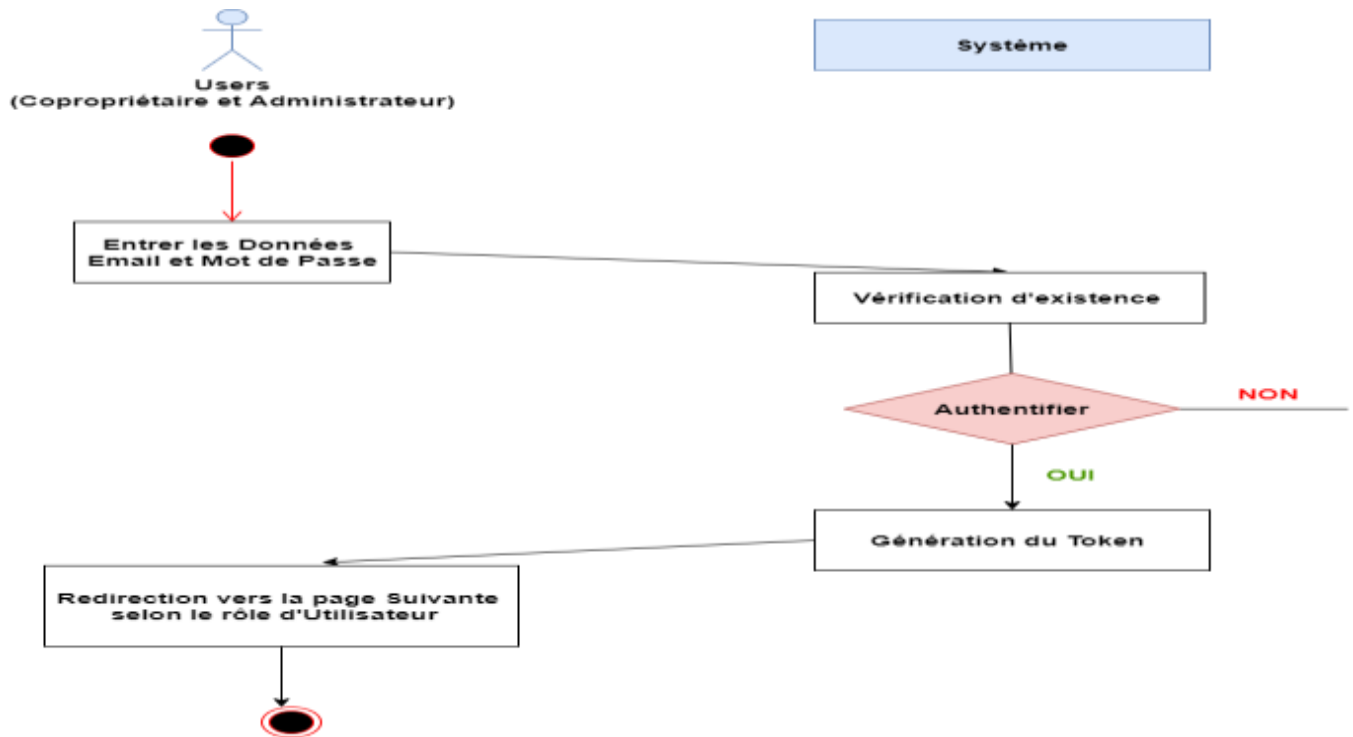 Users
(Copropriétaire et Administrateur)
Système
Entrer les Données
Email et Mot de Passe
Vérification d'existence
Authentifier
NON
OUI
Génération du Token
Redirection vers la page Suivante
selon le rôle d'Utilisateur